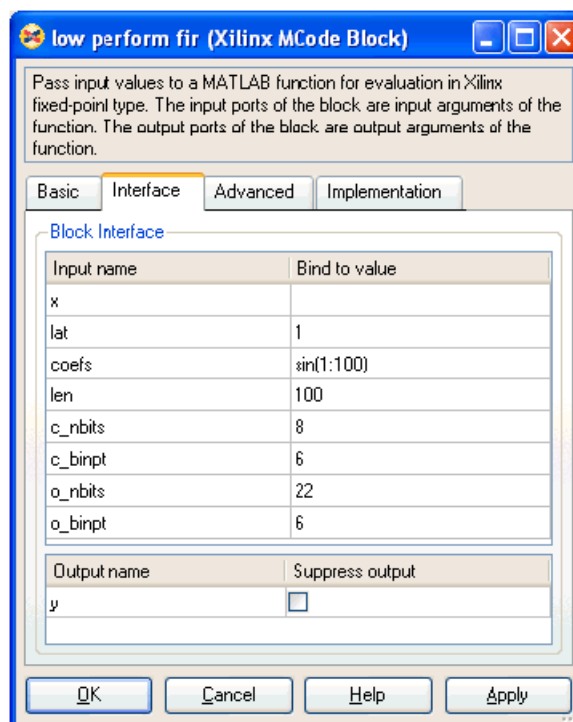 low perform fir (Xilinx MCode Block)
Pass input values to a MATLAB function for evaluation in Xilinx
fixed-point type. The input ports of the block are input arguments of the
function. The output ports of the block are output arguments of the
function.
Basic Interface Advanced Implementation
Block Interface
Input name Bind to value
x
lat 1
coefs sin(1:100)
len 100
c_nbits 8
c_binpt 6
o_nbits 22
o_binpt 6
Output name Suppress output
y
OK Cancel Help Apply